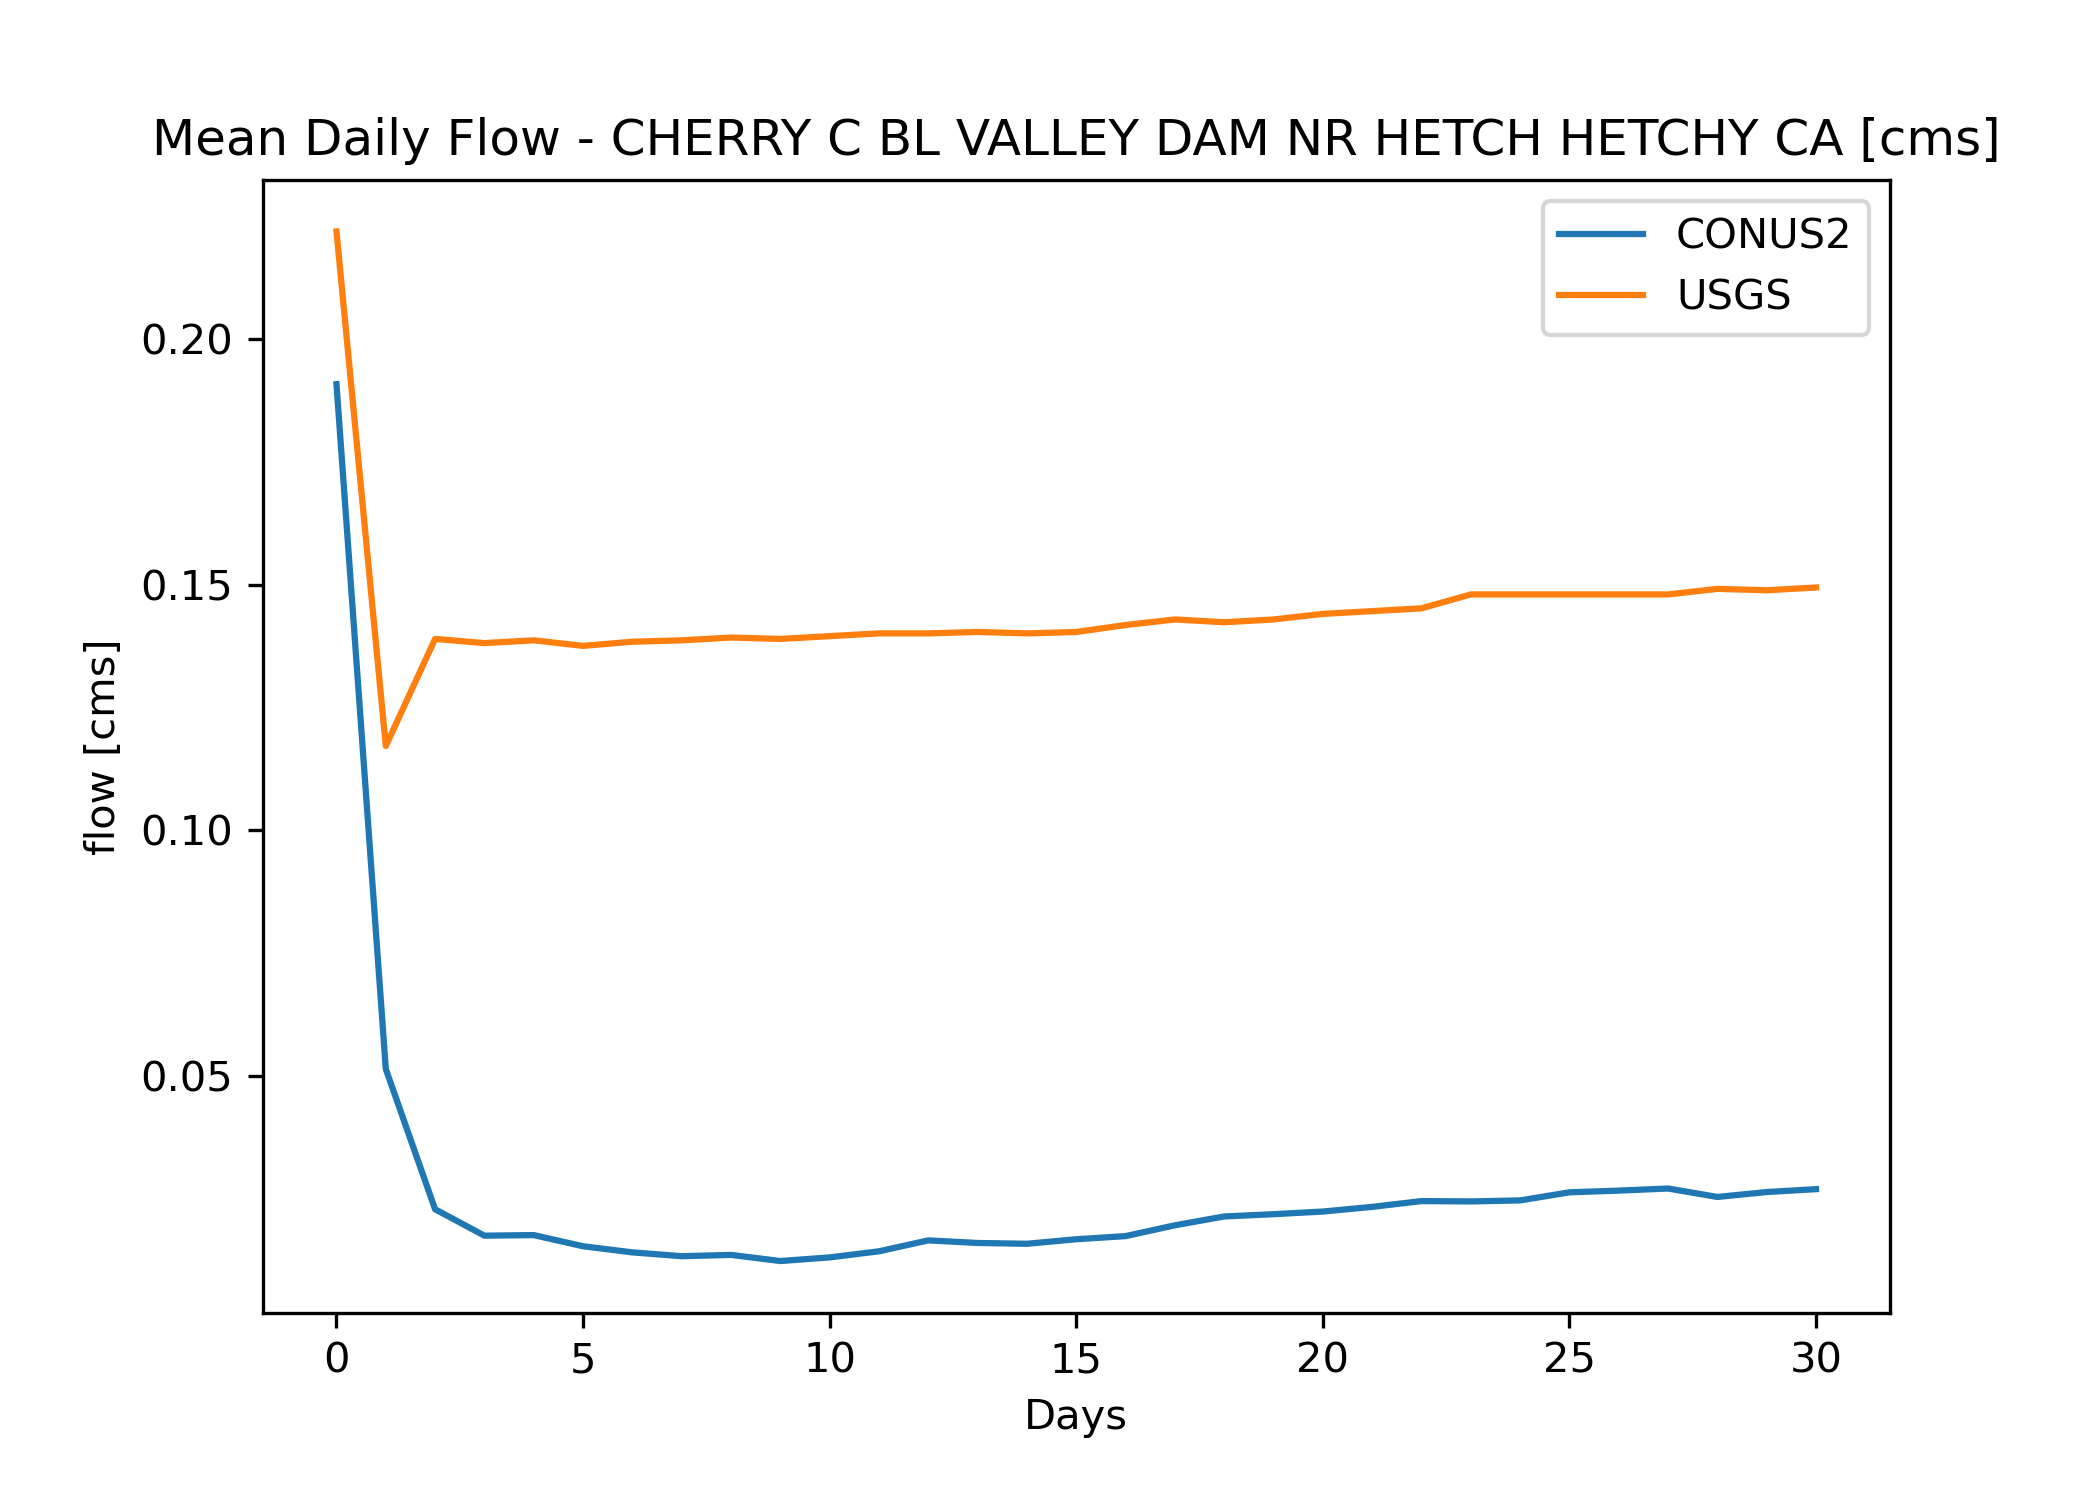 Mean Daily Flow - CHERRY C BL VALLEY DAM NR HETCH HETCHY CA [cms]
CONUS2
USGS
flow [cms]
0.20
0.15
0.10
0.05
0 5 10 15 20 25 30
Days